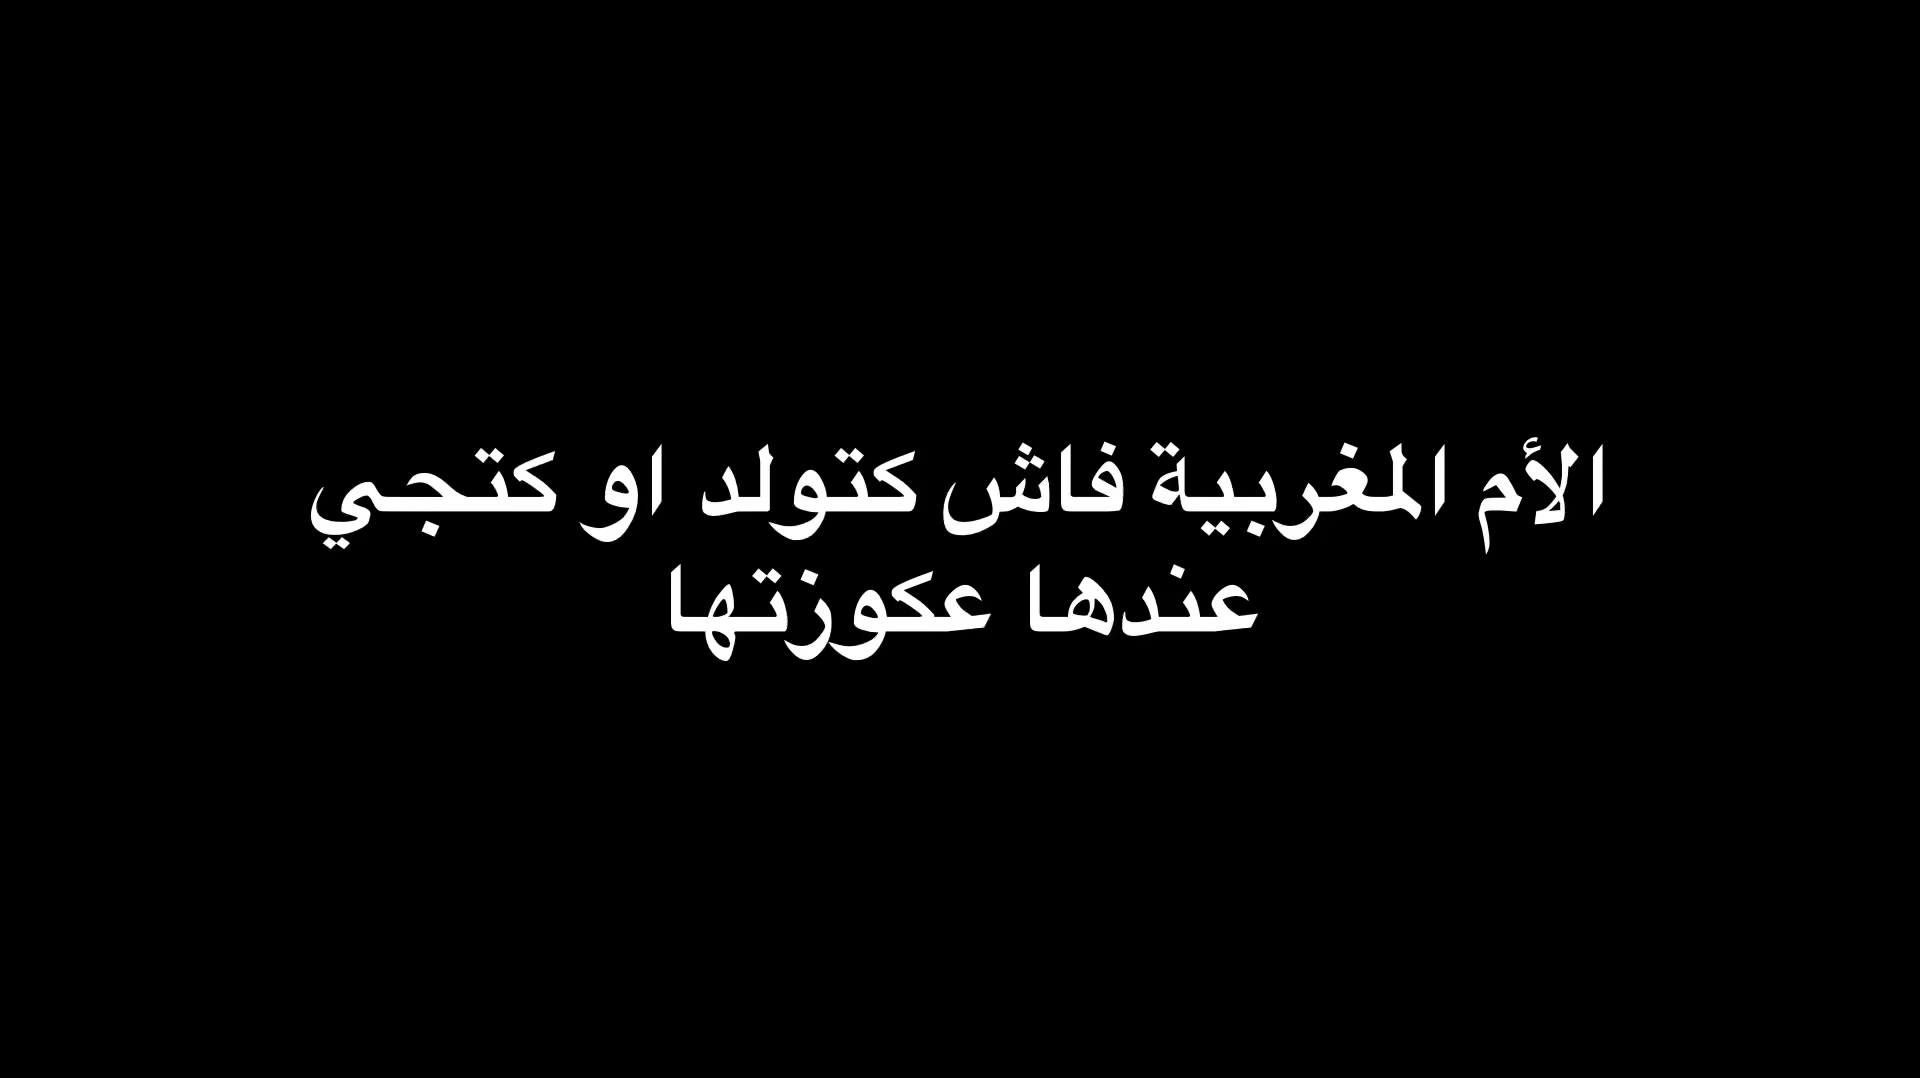 الأم المغربية فاش كتولد او كتجي
عندها عكوزتها